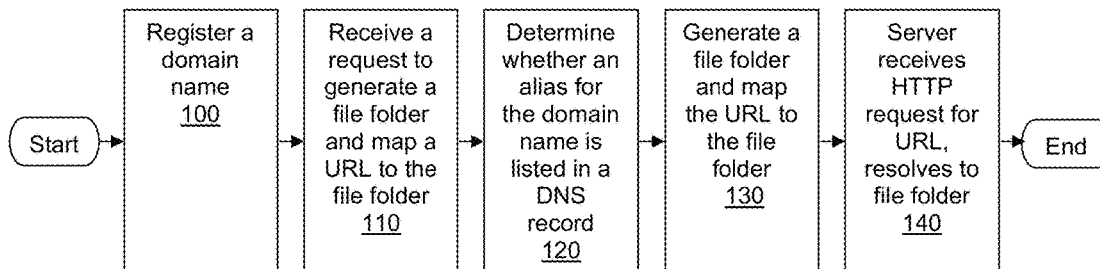 Start
Register a
domain
name
100
Receive a
request to
generate a
file folder
and map a
URL to the
file folder
110
Determine
whether an
alias for
the domain
name is
listed in a
DNS
record
120
Generate a
file folder
and map
the URL to
the file
folder
130
Server
receives
HTTP
request for
URL,
resolves to
file folder
140
End